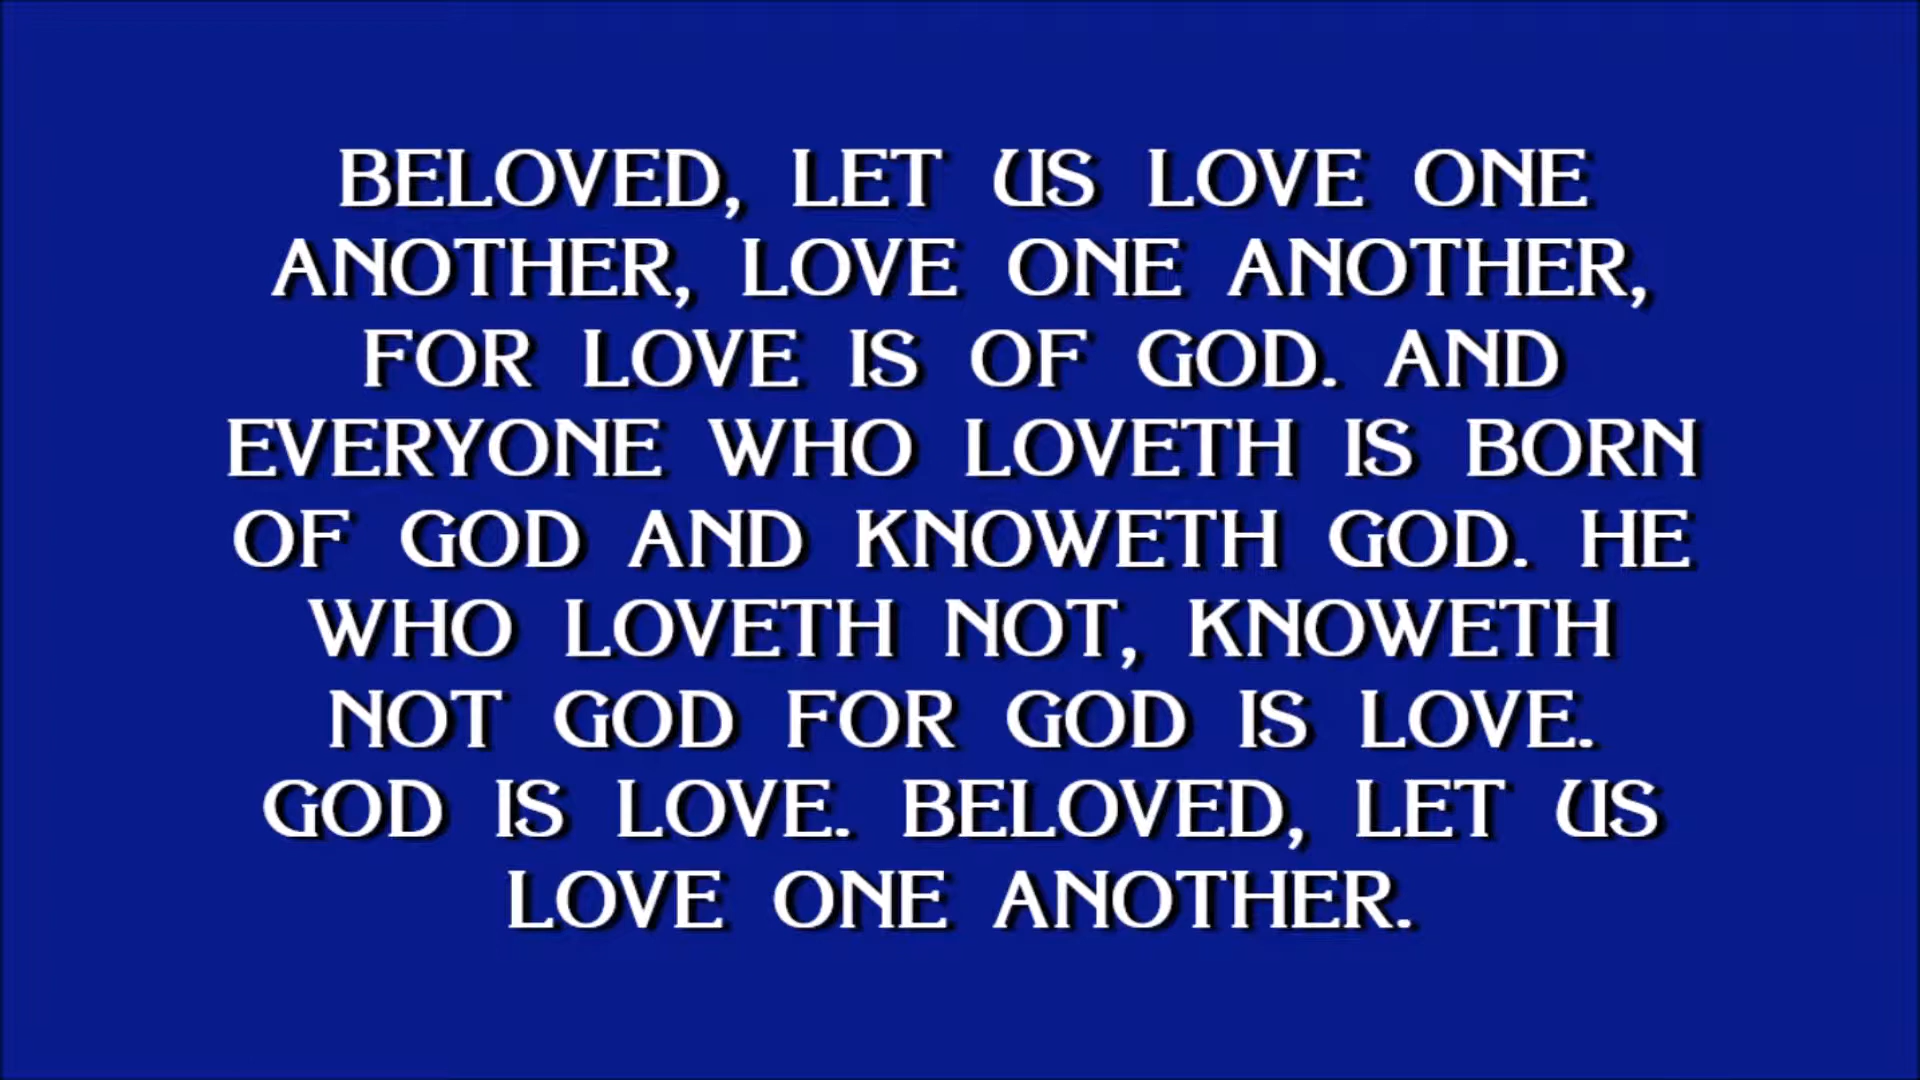 BELOVED, LET US LOVE ONE
ANOTHER, LOVE ONE ANOTHER,
FOR LOVE IS OF GOD. AND
EVERYONE WHO LOVETH IS BORN
OF GOD AND KNOWETH GOD. HE
WHO LOVETH NOT, KNOWETH
NOT GOD FOR GOD IS LOVE.
GOD IS LOVE. BELOVED, LET US
LOVE ONE ANOTHER.